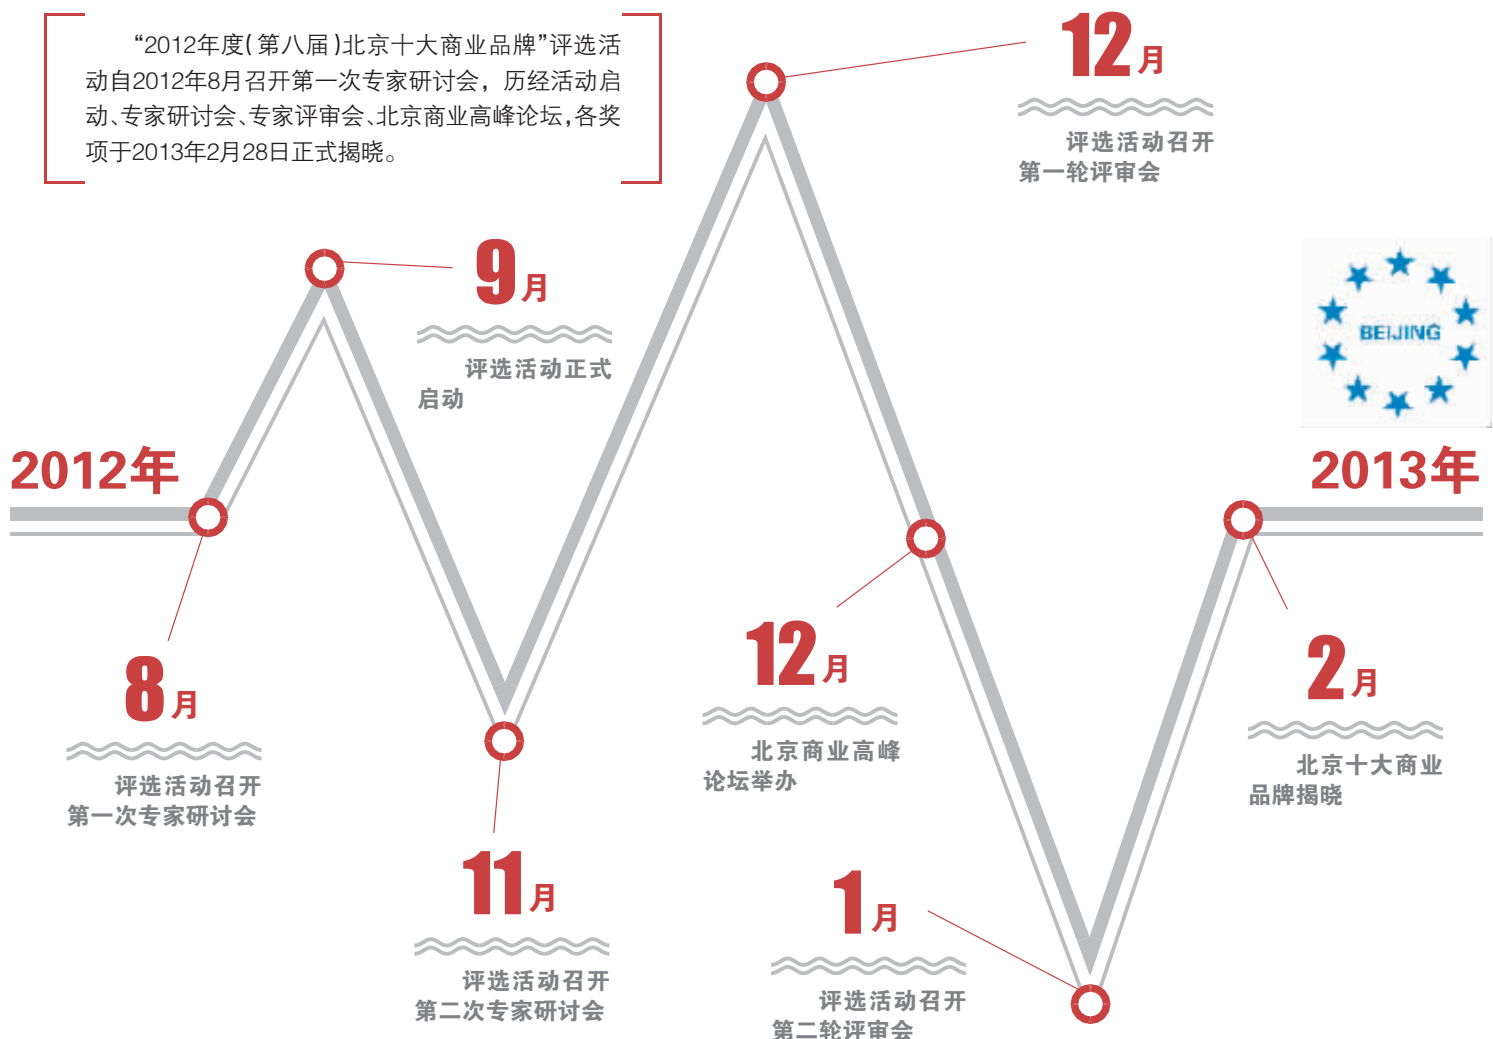 “2012年度(第八届)北京十大商业品牌”评选活
动自2012年8月召开第一次专家研讨会，历经活动启
动、专家研讨会、专家评审会、北京商业高峰论坛,各奖
项于2013年2月28日正式揭晓。
12月
评选活动召开
第一轮评审会
9月
评选活动正式
启动
BEIJING
2012年
2013年
8月
评选活动召开
第一次专家研讨会
12月
北京商业高峰
论坛举办
2月
北京十大商业
品牌揭晓
11月
评选活动召开
第二次专家研讨会
1月
评选活动召开
第二轮评审会